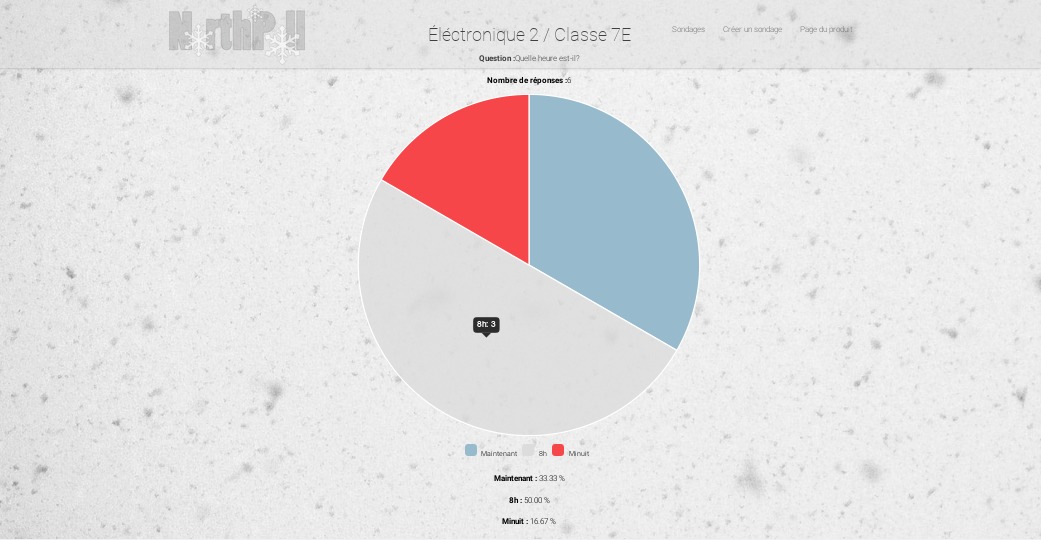 NorthPoll
Éléctronique 2 / Classe 7E
Sondages Créer un sondage Page du produit
Question :Quelle heure est-il?
Nombre de réponses :6
8h: 3
Maintenant 8h Minuit
Maintenant : 33.33 %
8h : 50.00 %
Minuit : 16.67 %